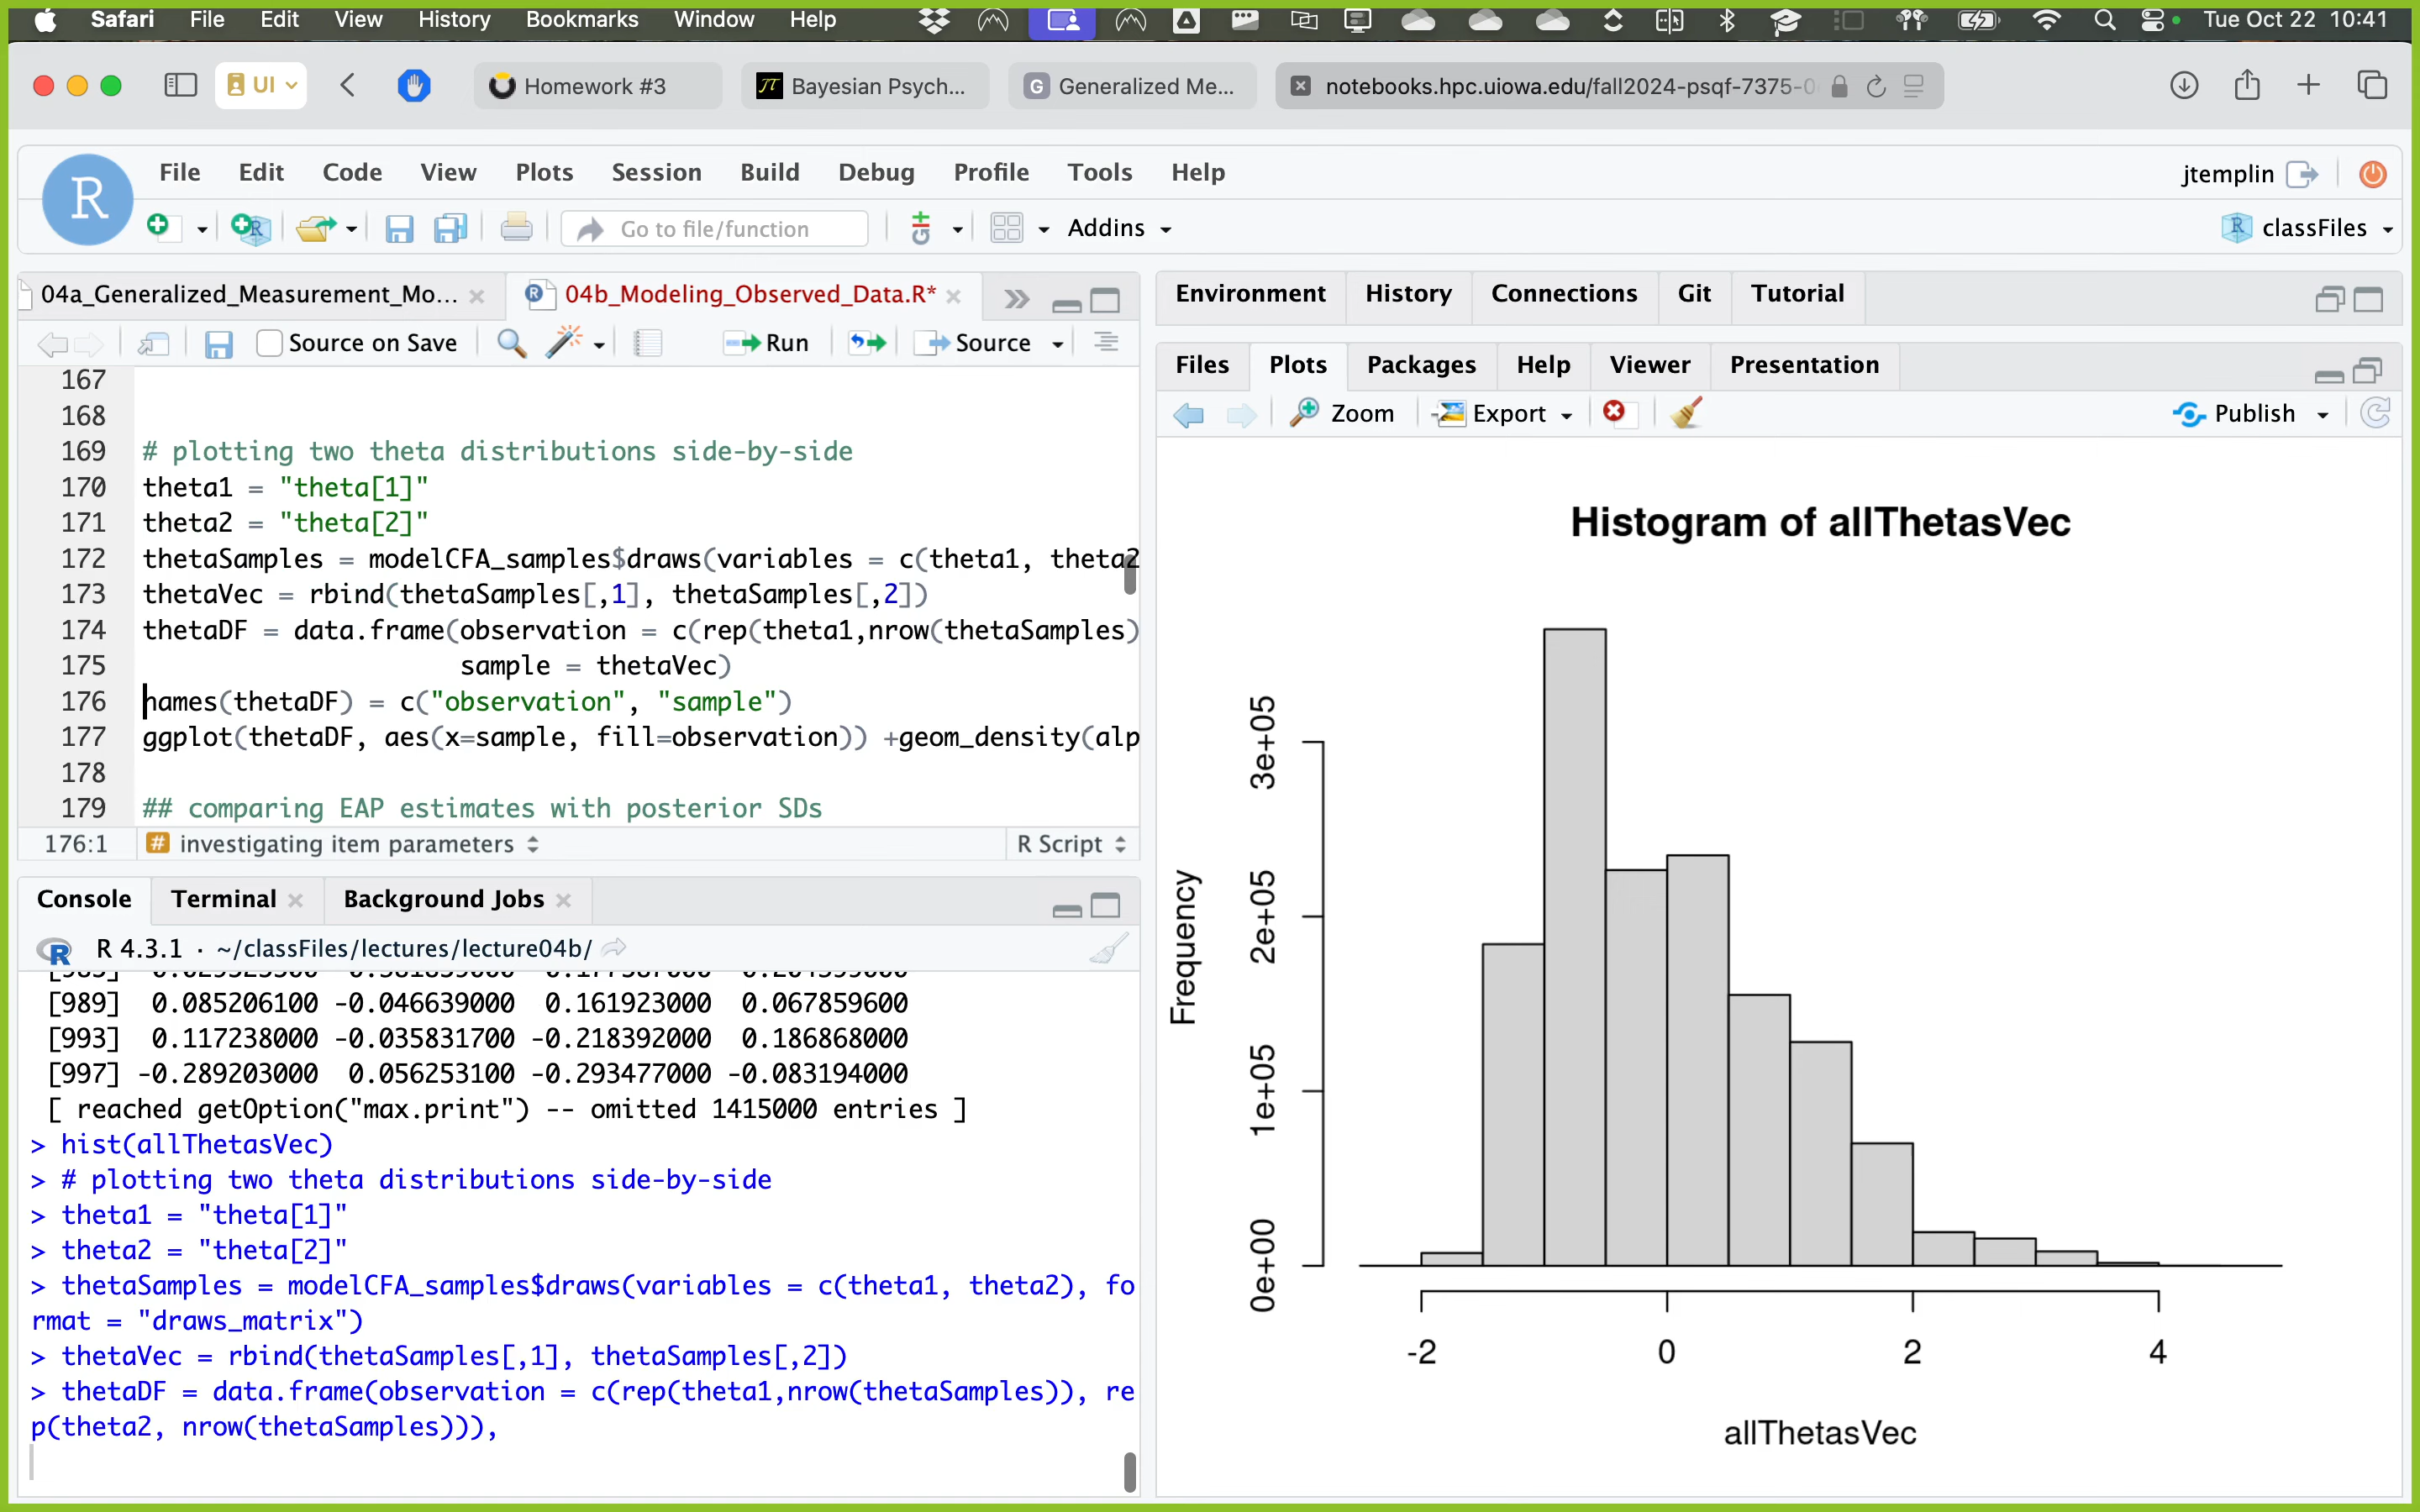 Safari File Edit View History Bookmarks Window Help Tue Oct 22 10:41
UI Homework #3 Bayesian Psych... Generalized Me... notebooks.hpc.uiowa.edu/fall2024-psqf-7375-0
File Edit Code View Plots Session Build Debug Profile Tools Help jtemplin
Go to file/function Addins classFiles
04a_Generalized_Measurement_Mo... 04b_Modeling_Observed_Data.R*
Source on Save Run Source
167
168
169 # plotting two theta distributions side-by-side
170 theta1 = "theta[1]"
171 theta2 = "theta[2]"
172 thetaSamples = modelCFA_samples$draws(variables = c(theta1, theta2
173 thetaVec = rbind(thetaSamples[,1], thetaSamples[,2])
174 thetaDF = data.frame(observation = c(rep(theta1,nrow(thetaSamples)
175 sample = thetaVec)
176 names(thetaDF) = c("observation", "sample")
177 ggplot(thetaDF, aes(x=sample, fill=observation)) +geom_density(alp
178
179 ## comparing EAP estimates with posterior SDs
176:1 # investigating item parameters R Script
Console Terminal Background Jobs
R 4.3.1 · ~/classFiles/lectures/lecture04b/
[989] 0.085206100 -0.046639000 0.161923000 0.067859600
[993] 0.117238000 -0.035831700 -0.218392000 0.186868000
[997] -0.289203000 0.056253100 -0.293477000 -0.083194000
[ reached getOption("max.print") -- omitted 1415000 entries ]
> hist(allThetasVec)
> # plotting two theta distributions side-by-side
> theta1 = "theta[1]"
> theta2 = "theta[2]"
> thetaSamples = modelCFA_samples$draws(variables = c(theta1, theta2), fo
rmat = "draws_matrix")
> thetaVec = rbind(thetaSamples[,1], thetaSamples[,2])
> thetaDF = data.frame(observation = c(rep(theta1,nrow(thetaSamples)), re
p(theta2, nrow(thetaSamples))),
Environment History Connections Git Tutorial
Files Plots Packages Help Viewer Presentation
Zoom Export Publish
Histogram of allThetasVec
Frequency
3e+05
2e+05
1e+05
0e+00
-2 0 2 4
allThetasVec